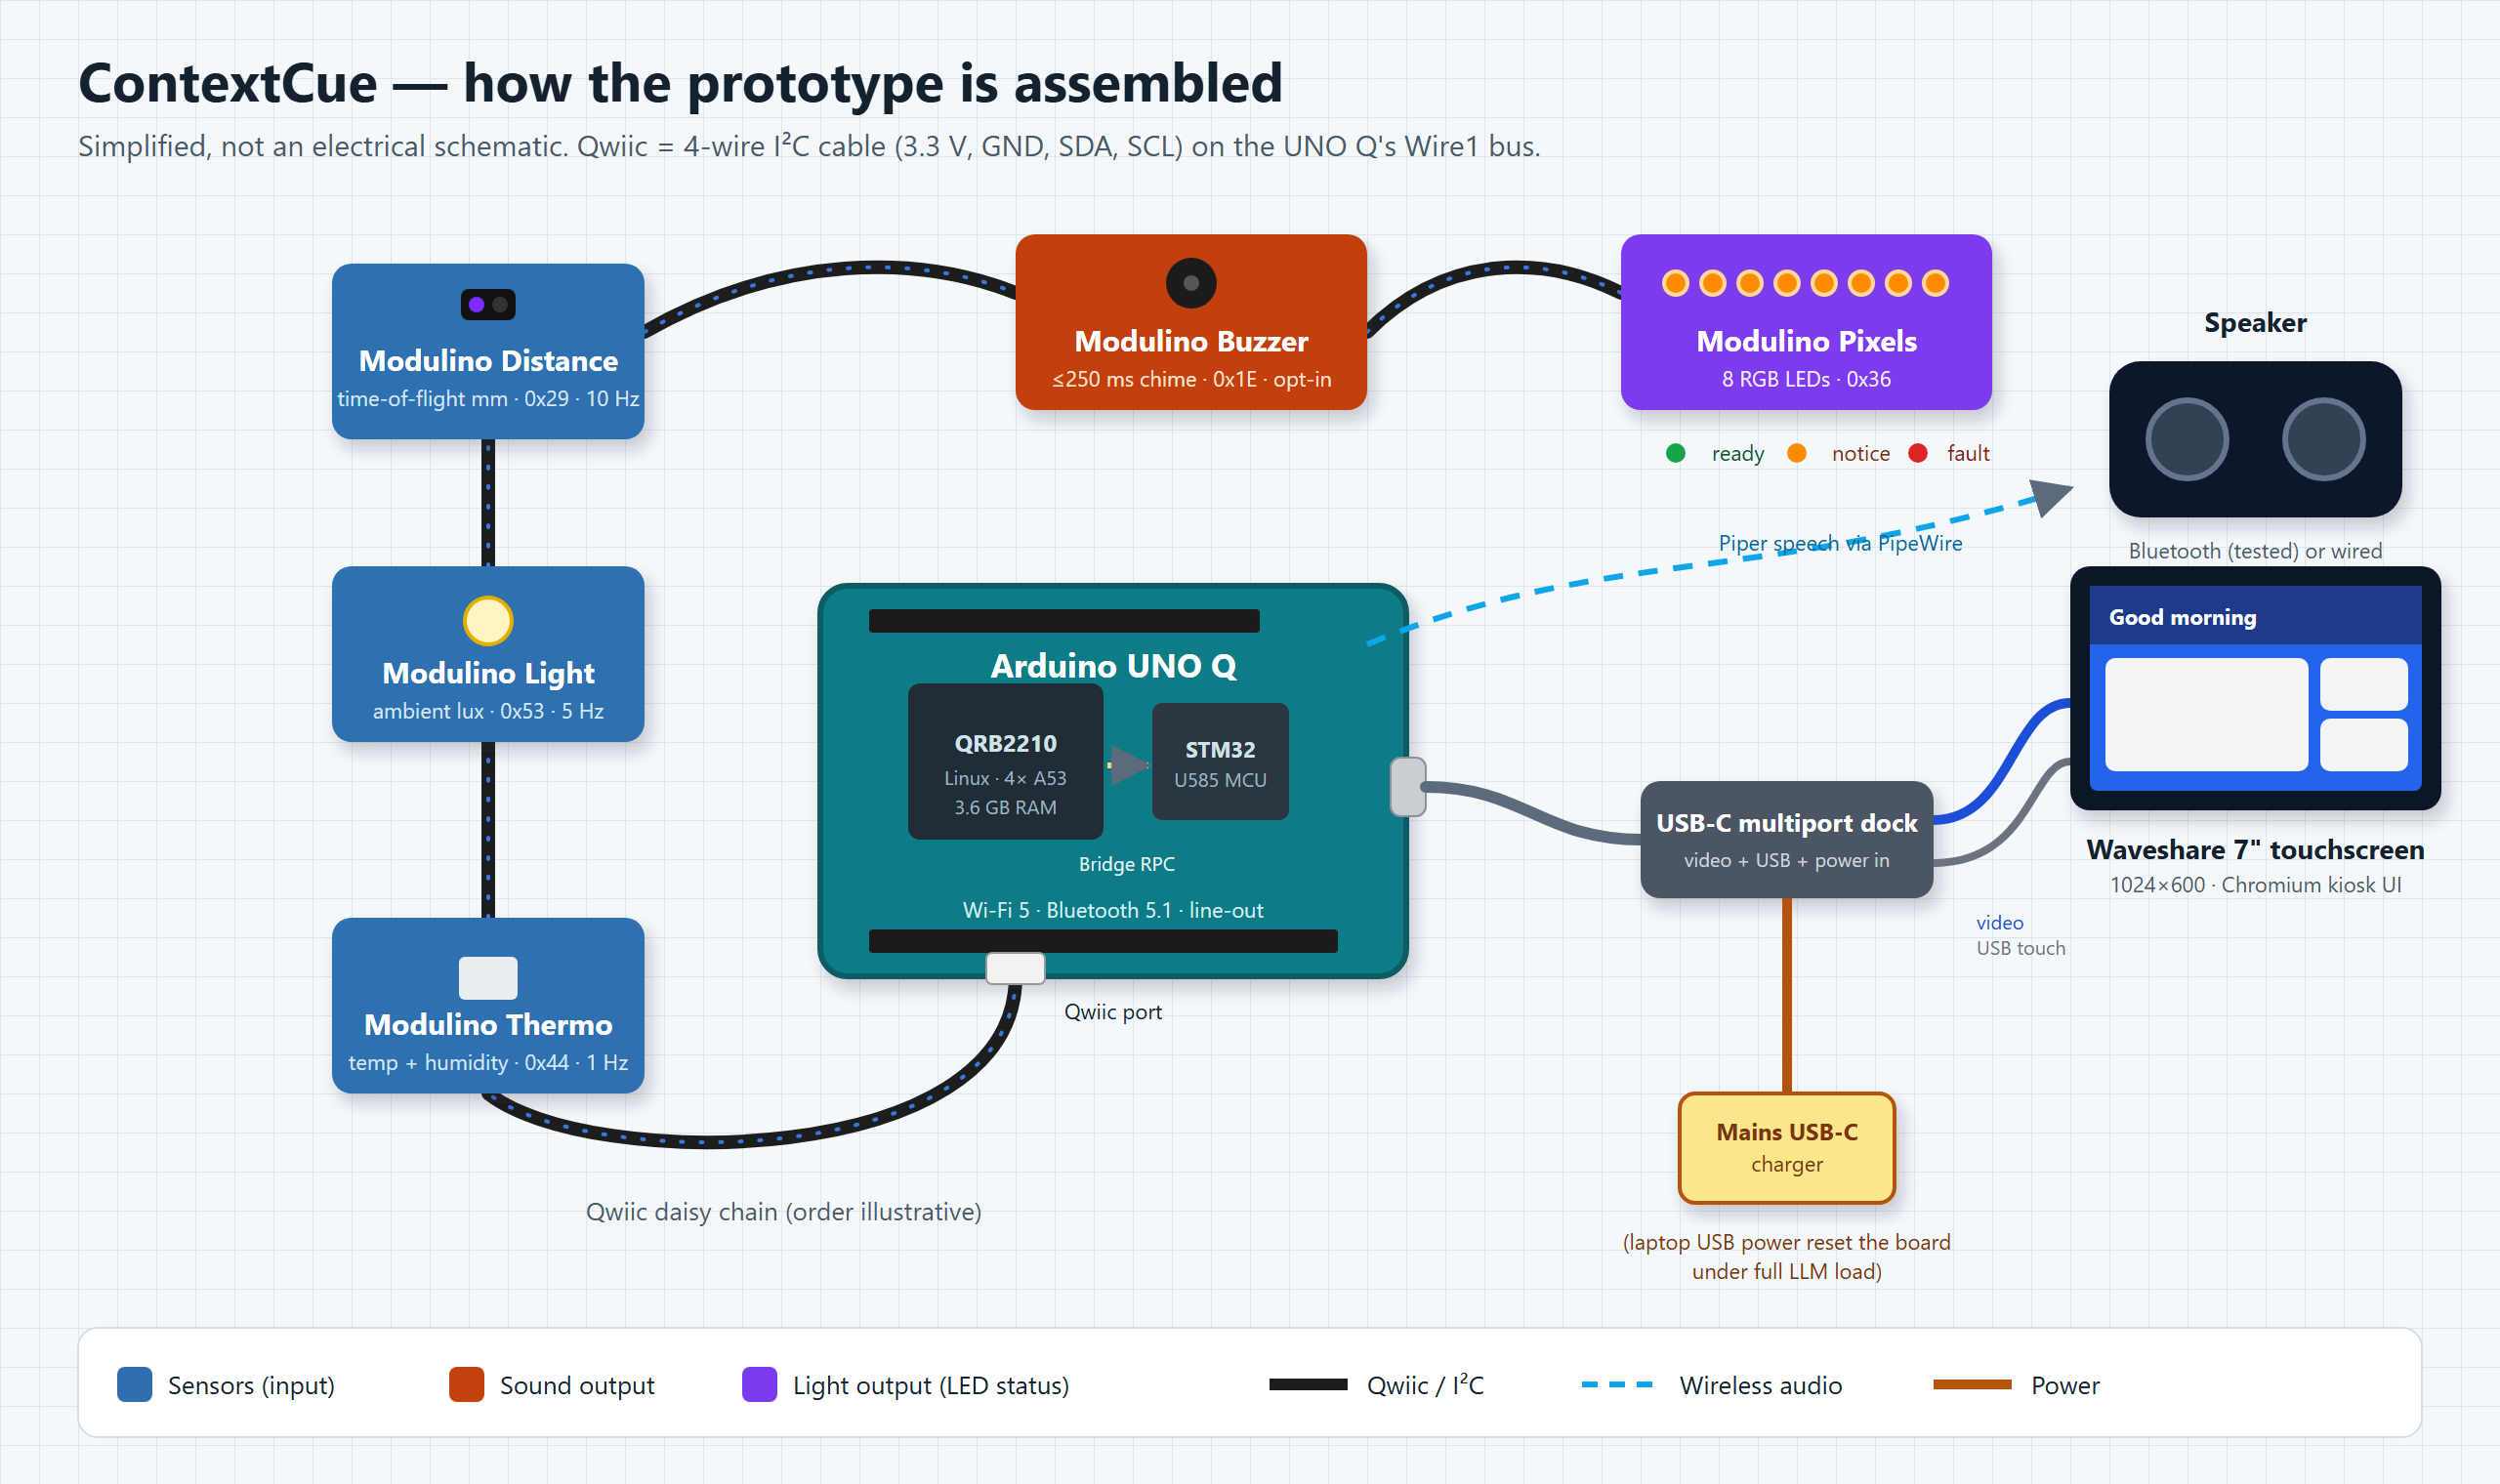 ContextCue — how the prototype is assembled
Simplified, not an electrical schematic. Qwiic = 4-wire I²C cable (3.3 V, GND, SDA, SCL) on the UNO Q's Wire1 bus.
Modulino Distance
time-of-flight mm · 0x29 · 10 Hz
Modulino Buzzer
≤250 ms chime · 0x1E · opt-in
Modulino Pixels
8 RGB LEDs · 0x36
ready
notice
fault
Speaker
Bluetooth (tested) or wired
Piper speech via PipeWire
Modulino Light
ambient lux · 0x53 · 5 Hz
Arduino UNO Q
QRB2210
Linux · 4× A53
3.6 GB RAM
STM32
U585 MCU
Bridge RPC
Wi-Fi 5 · Bluetooth 5.1 · line-out
Qwiic port
Good morning
Waveshare 7" touchscreen
1024×600 · Chromium kiosk UI
USB-C multiport dock
video + USB + power in
video
USB touch
Modulino Thermo
temp + humidity · 0x44 · 1 Hz
Qwiic daisy chain (order illustrative)
Mains USB-C
charger
(laptop USB power reset the board
under full LLM load)
Sensors (input)
Sound output
Light output (LED status)
Qwiic / I²C
Wireless audio
Power